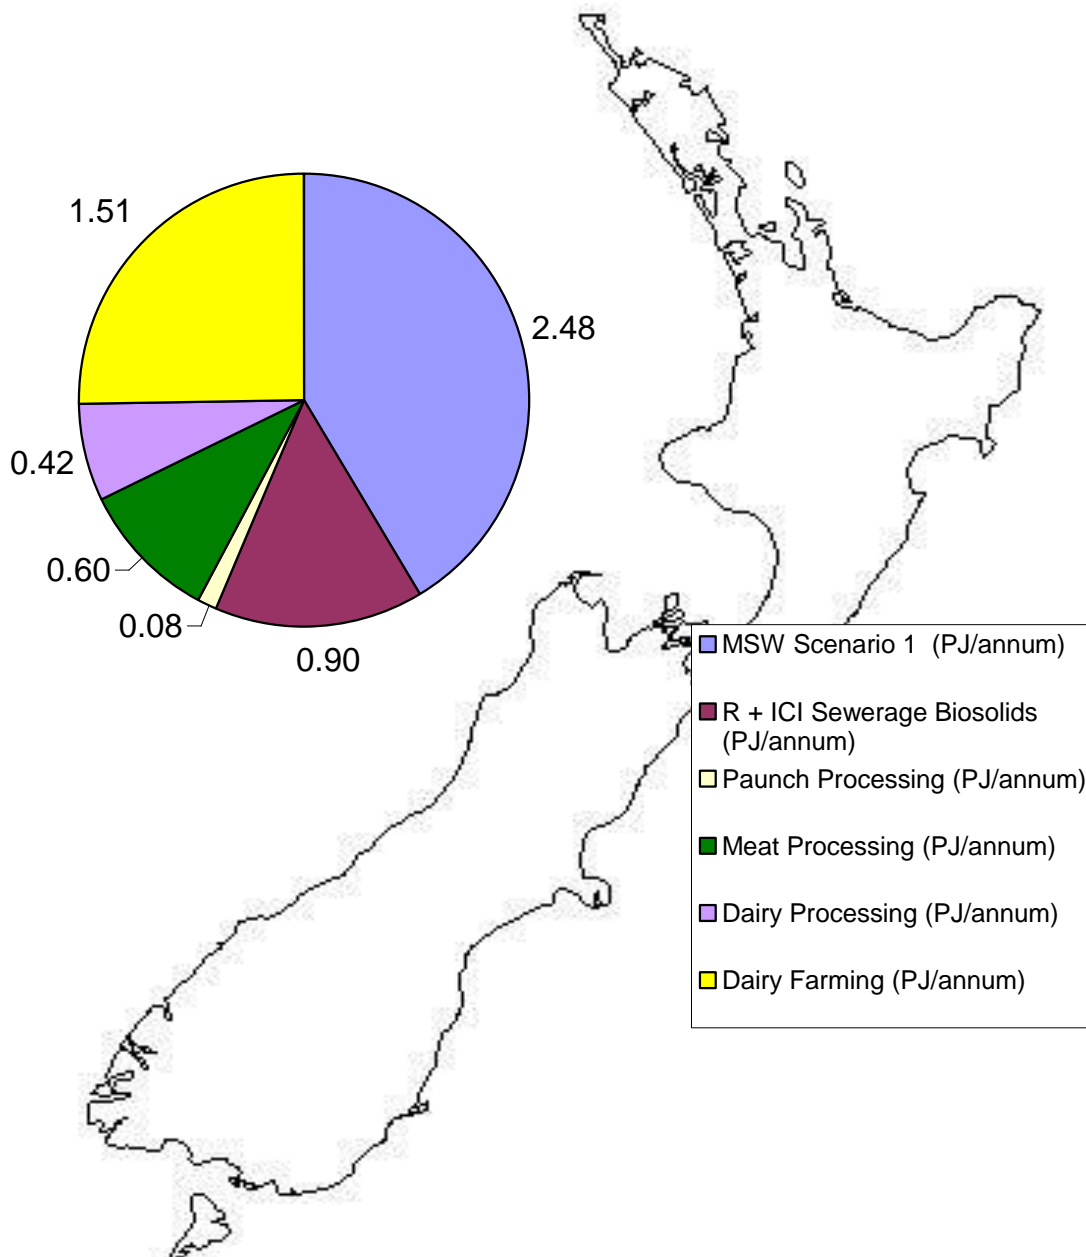 1.51
2.48
0.42
0.60
0.08
0.90
MSW Scenario 1 (PJ/annum)
R + ICI Sewerage Biosolids
(PJ/annum)
Paunch Processing (PJ/annum)
Meat Processing (PJ/annum)
Dairy Processing (PJ/annum)
Dairy Farming (PJ/annum)